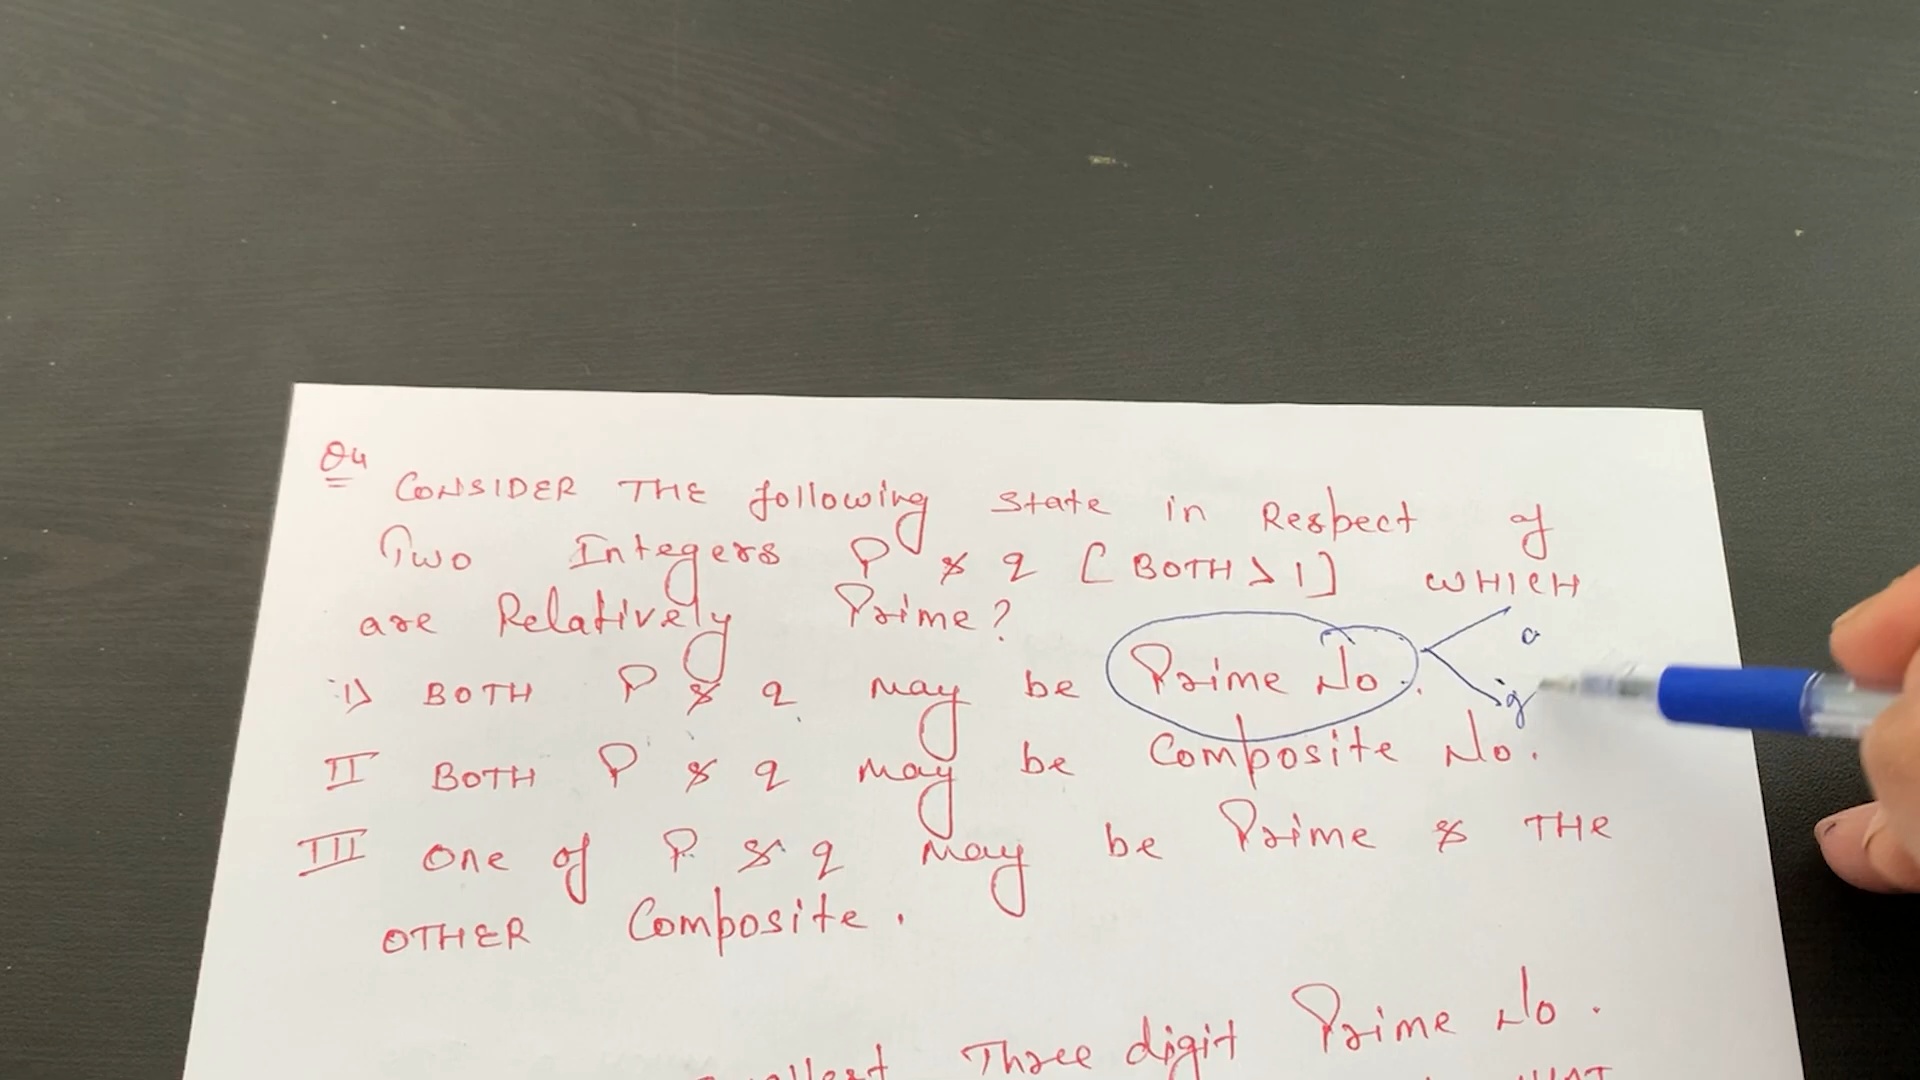 Q4
CONSIDER THE following State in Respect of
Two Integers P & q [BOTH > 1] WHICH
are Relatively Prime?
i) BOTH P & q may be Prime No.
II BOTH P & q may be Composite No.
III One of P & q may be Prime & THE
OTHER Composite.
Three digit Prime No.